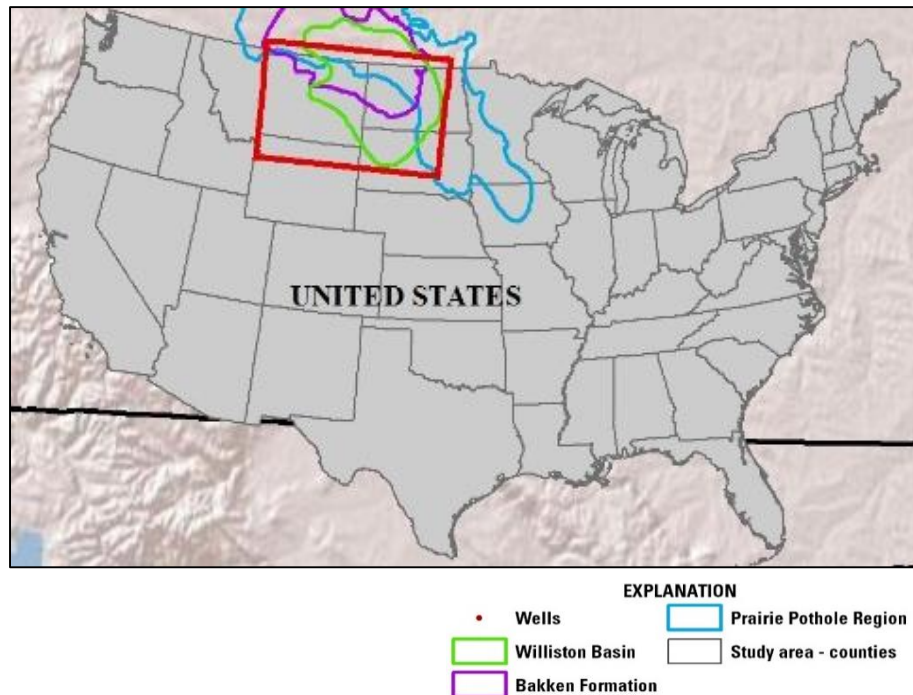 UNITED STATES
EXPLANATION
Wells
Williston Basin
Bakken Formation
Prairie Pothole Region
Study area - counties